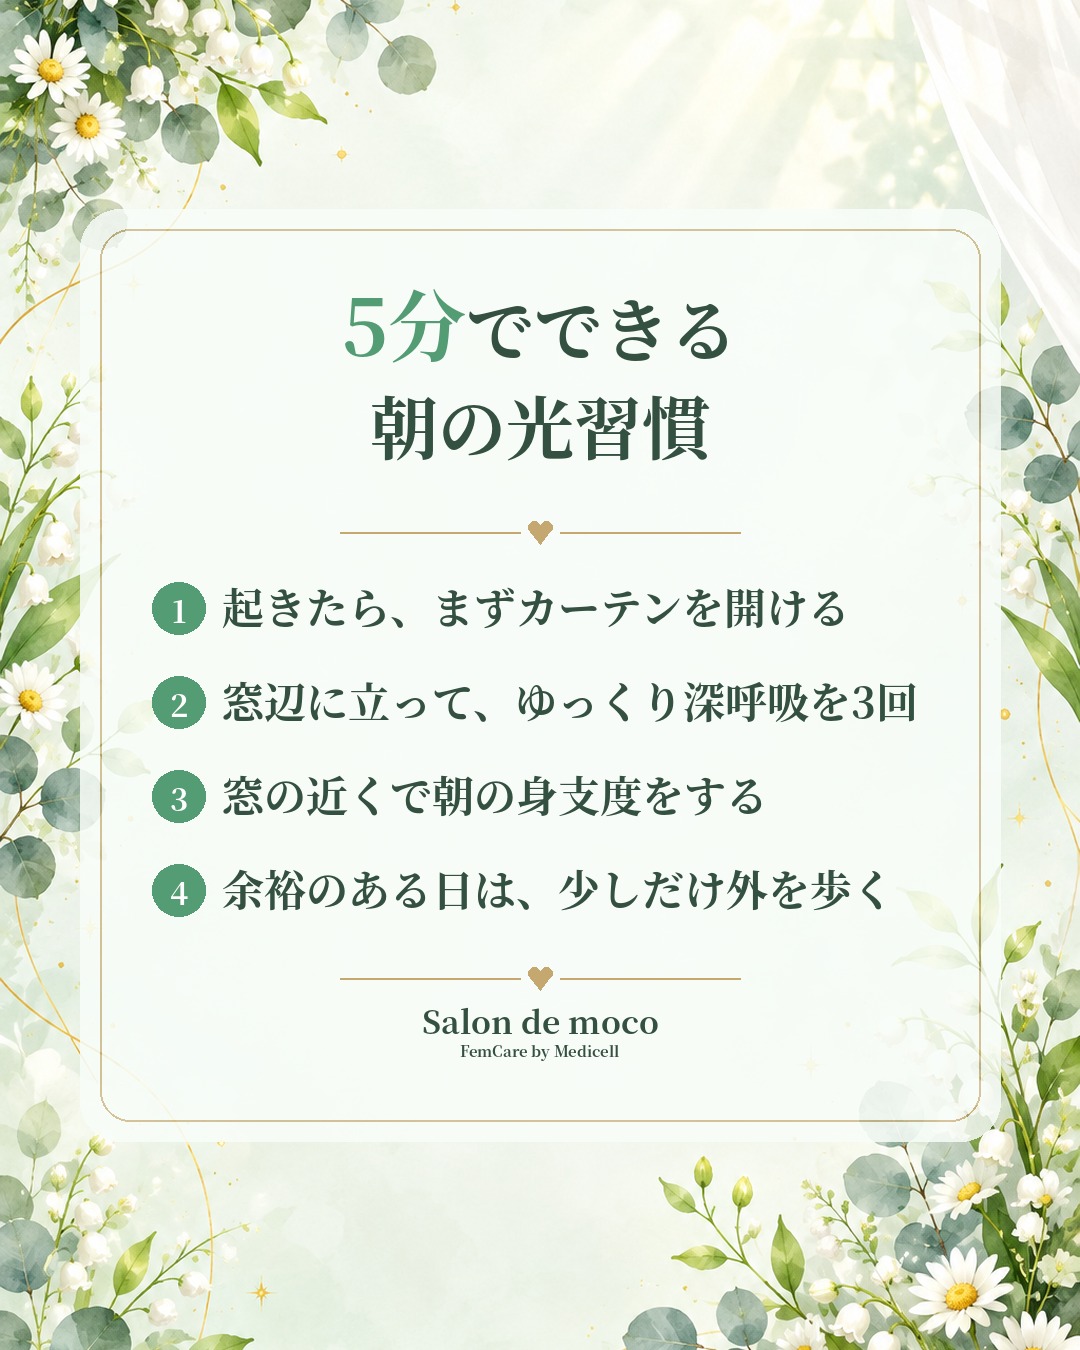 5分でできる
朝の光習慣
1 起きたら、まずカーテンを開ける
2 窓辺に立って、ゆっくり深呼吸を3回
3 窓の近くで朝の身支度をする
4 余裕のある日は、少しだけ外を歩く
Salon de moco
FemCare by Medicell